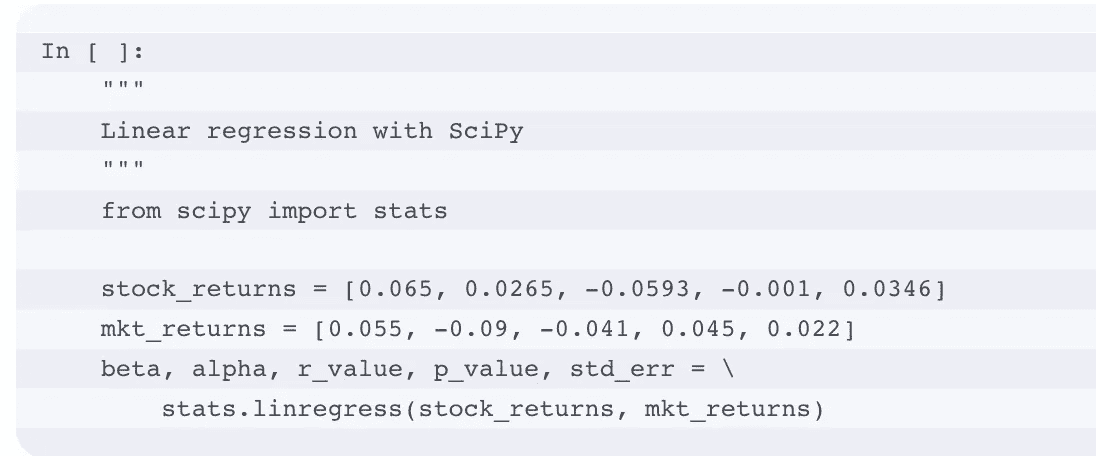 In [ ]:
"""
Linear regression with SciPy
"""
from scipy import stats
stock_returns = [0.065, 0.0265, -0.0593, -0.001, 0.0346]
mkt_returns = [0.055, -0.09, -0.041, 0.045, 0.022]
beta, alpha, r_value, p_value, std_err = \
stats.linregress(stock_returns, mkt_returns)